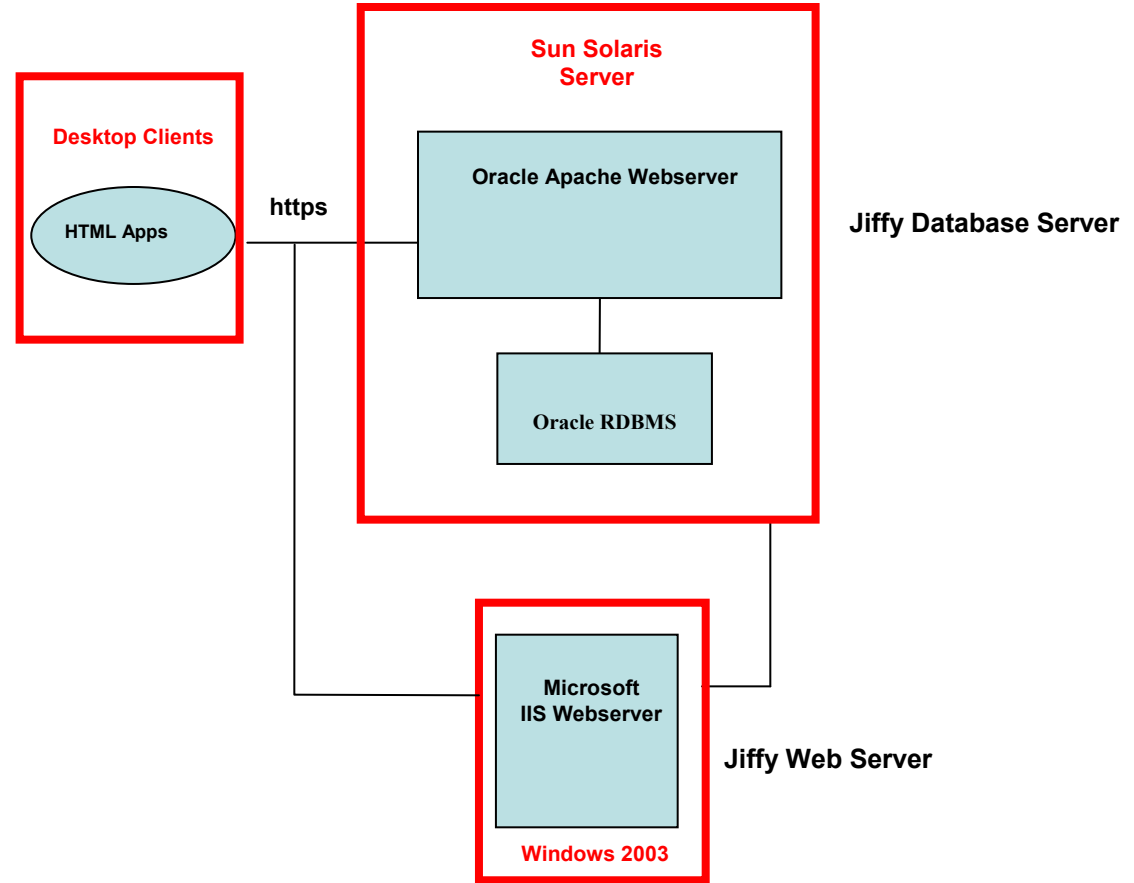 Sun Solaris
Server
Desktop Clients
Oracle Apache Webserver
https
Jiffy Database Server
HTML Apps
Oracle RDBMS
Microsoft
IIS Webserver
Jiffy Web Server
Windows 2003